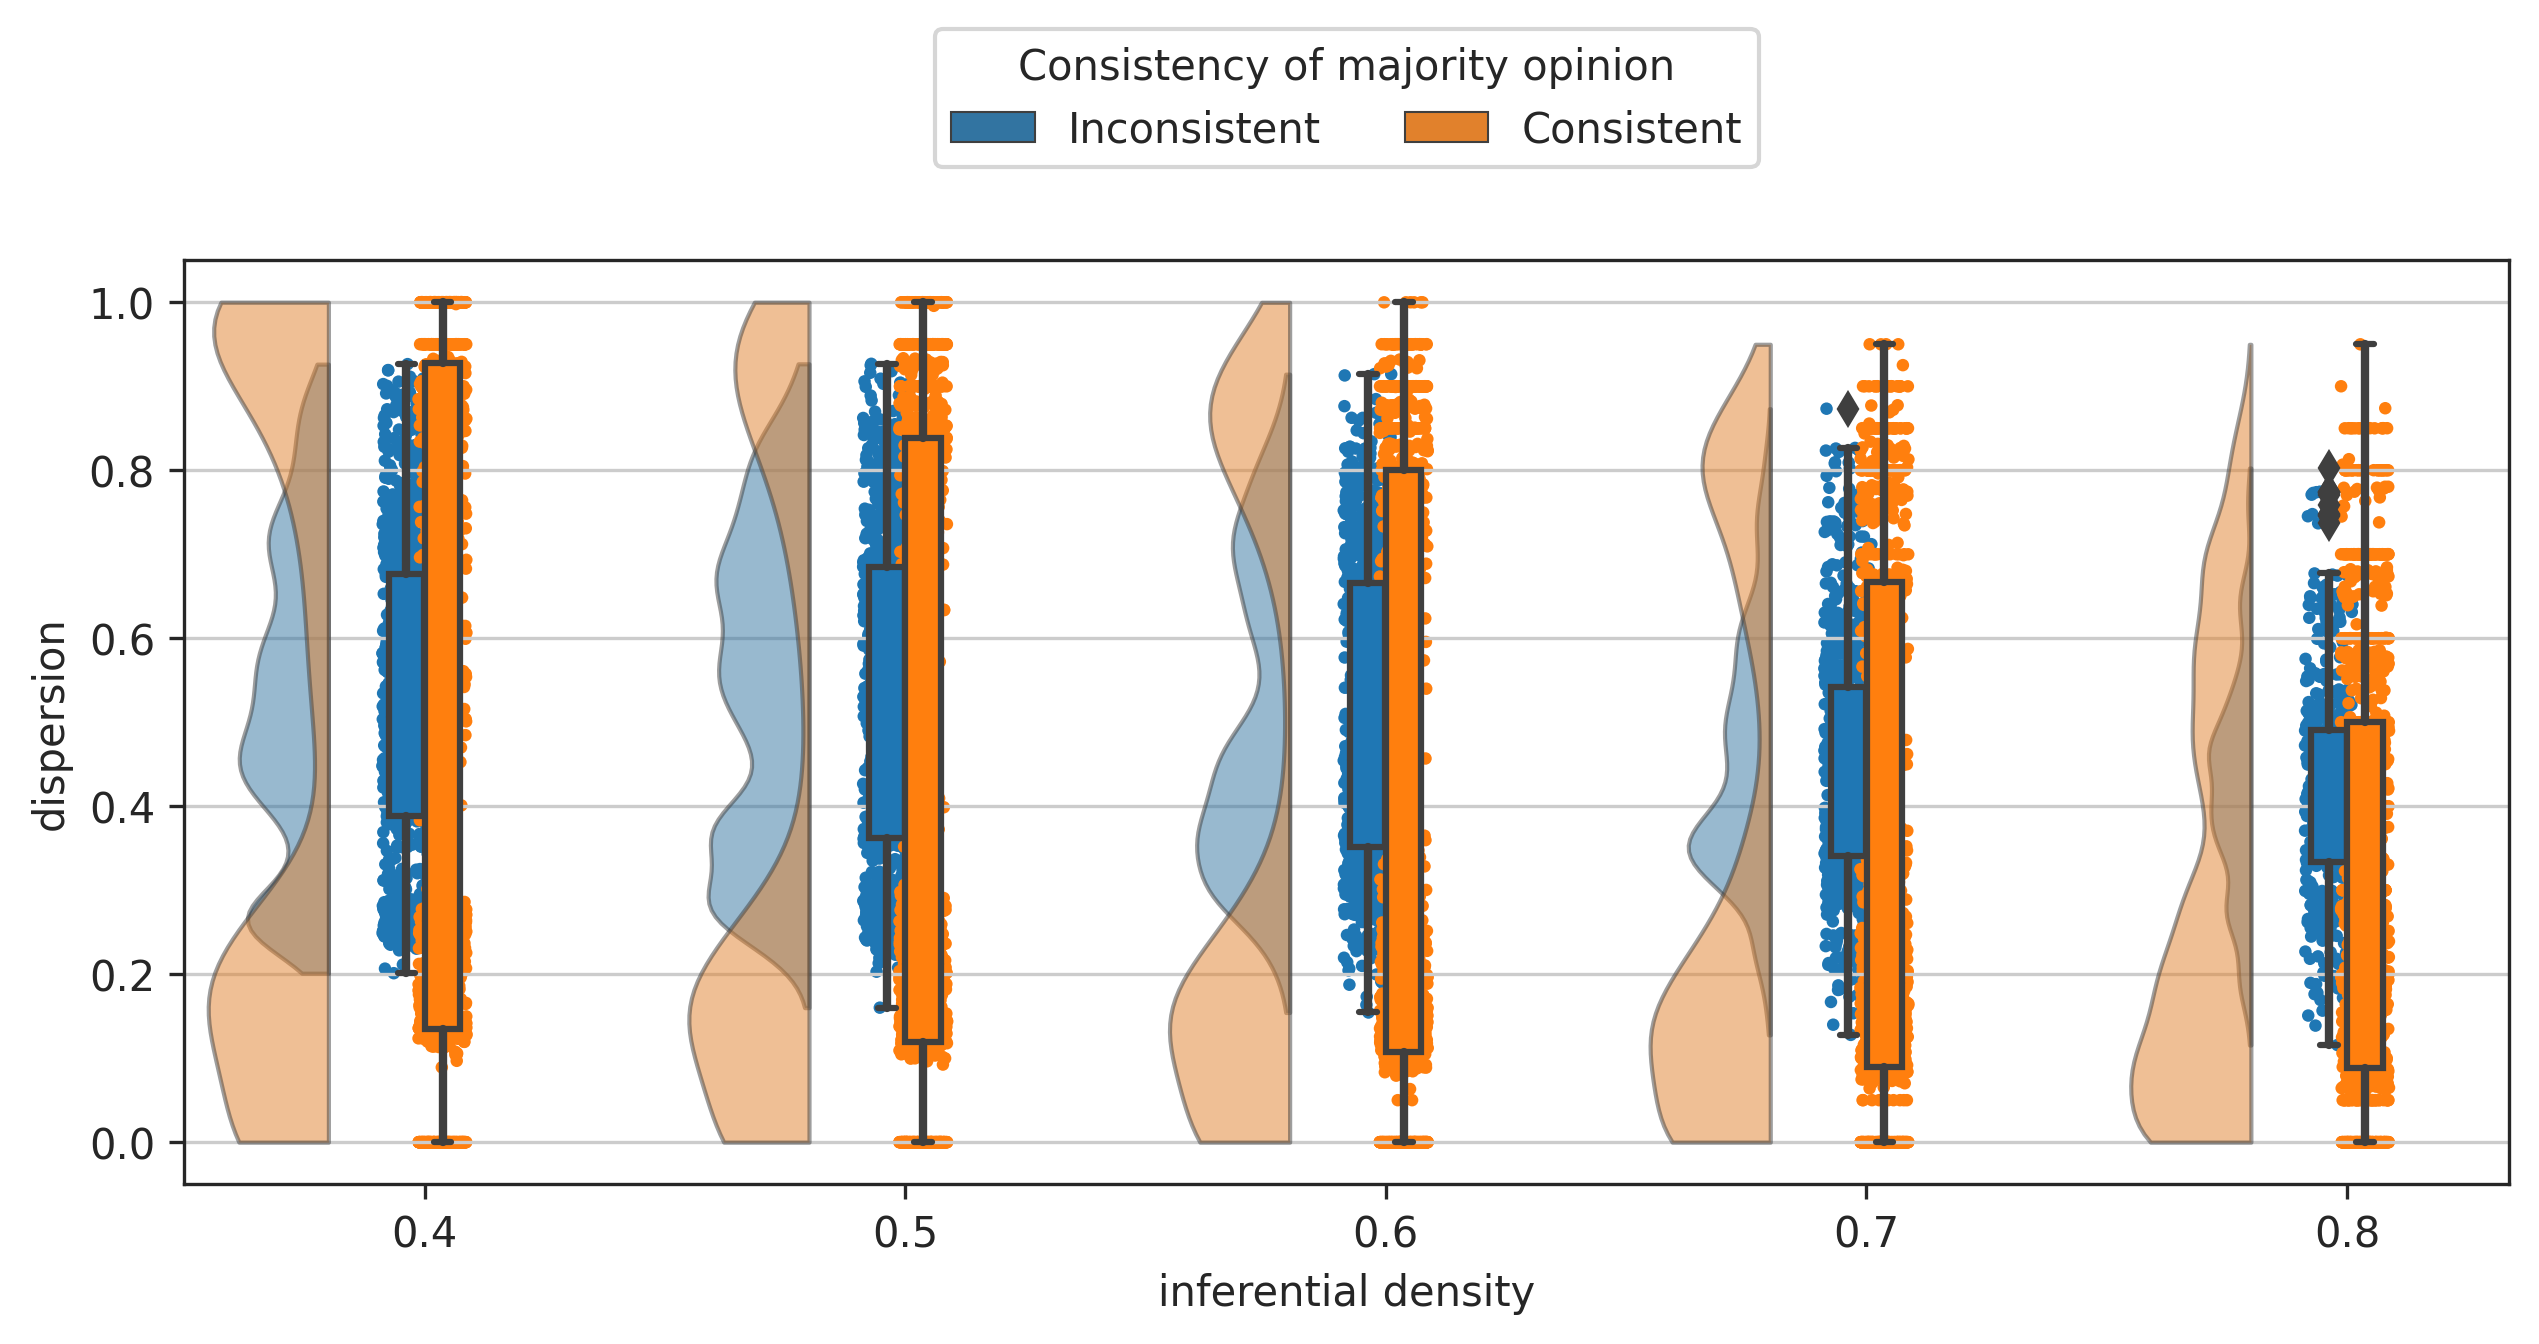 Consistency of majority opinion
Inconsistent Consistent
1.0
0.8
0.6
0.4
0.2
0.0
dispersion
0.4 0.5 0.6 0.7 0.8
inferential density